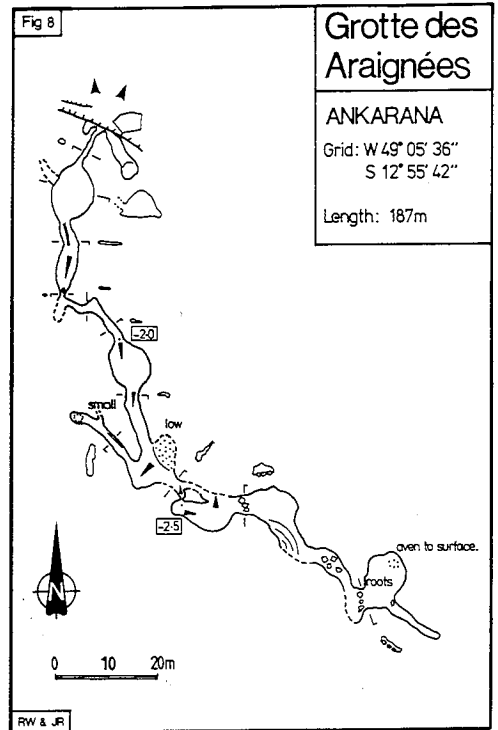 Fig 8
Grotte des
Araignées
ANKARANA
Grid: W 49° 05' 36"
S 12° 55' 42"
Length: 187m
-2·0
small
low
-2·5
aven to surface.
roots
N
0 10 20m
RW & JR